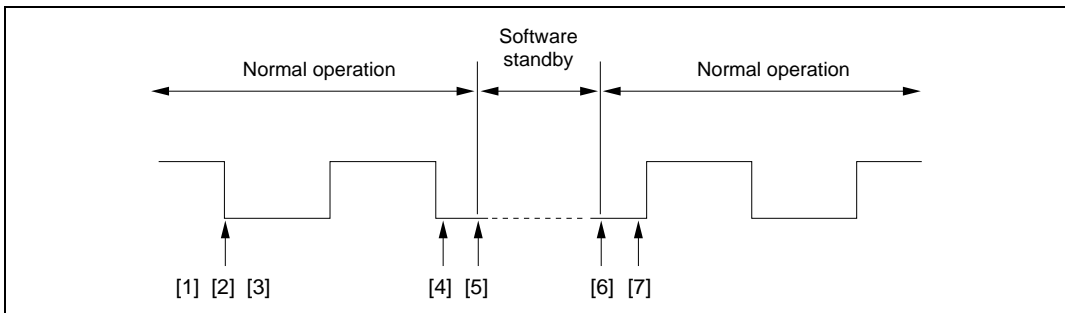 Software
standby
Normal operation
Normal operation
[1] [2] [3]
[4] [5]
[6] [7]